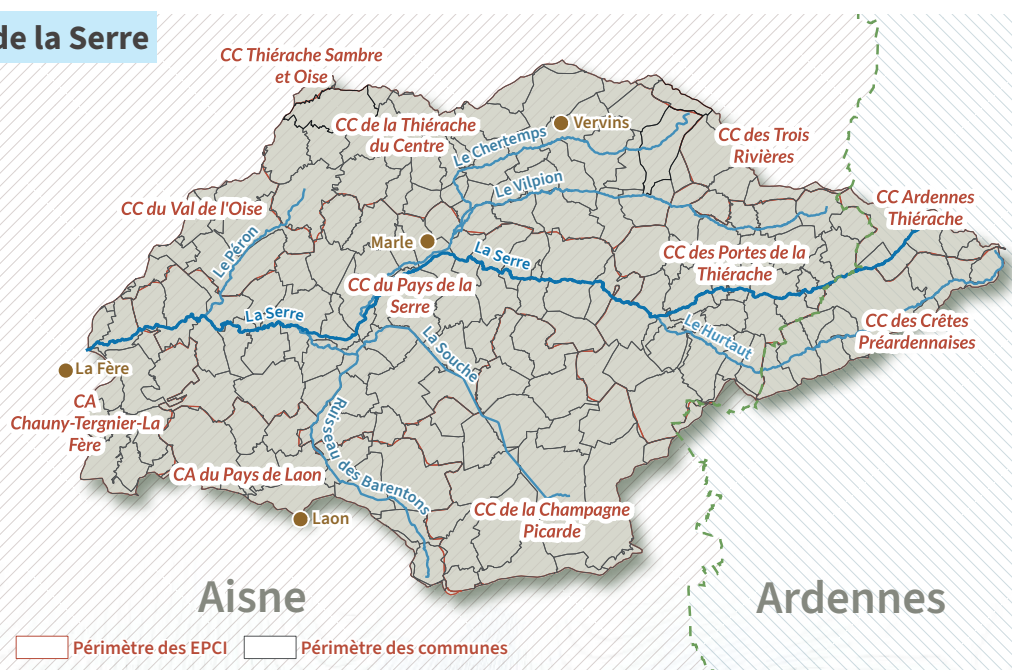 de la Serre
CC Thiérache Sambre
et Oise
CC de la Thiérache
du Centre
Vervins
Le Chertemps
CC des Trois
Rivières
Le Vilpion
CC Ardennes
Thiérache
CC du Val de l'Oise
Le Péron
Marle
La Serre
CC des Portes de la
Thiérache
CC du Pays de la
Serre
La Serre
Le Hurtaut
CC des Crêtes
Préardennaises
La Souche
La Fère
CA
Chauny-Tergnier-La
Fère
Ruisseau des Barentons
CA du Pays de Laon
CC de la Champagne
Picarde
Laon
Aisne
Ardennes
Périmètre des EPCI
Périmètre des communes